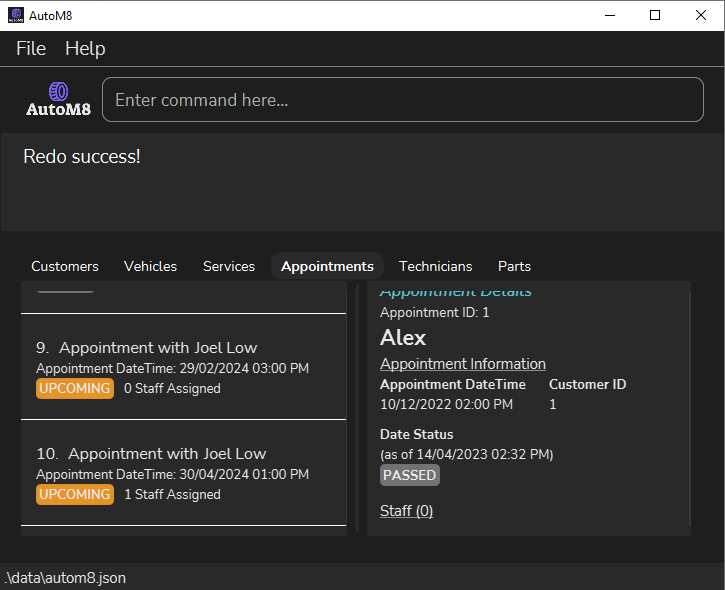 AutoM8
File Help
AutoM8
Enter command here...
Redo success!
Customers Vehicles Services Appointments Technicians Parts
9. Appointment with Joel Low
Appointment DateTime: 29/02/2024 03:00 PM
UPCOMING 0 Staff Assigned
10. Appointment with Joel Low
Appointment DateTime: 30/04/2024 01:00 PM
UPCOMING 1 Staff Assigned
Appointment Details
Appointment ID: 1
Alex
Appointment Information
Appointment DateTime Customer ID
10/12/2022 02:00 PM 1
Date Status
(as of 14/04/2023 02:32 PM)
PASSED
Staff (0)
.\data\autom8.json